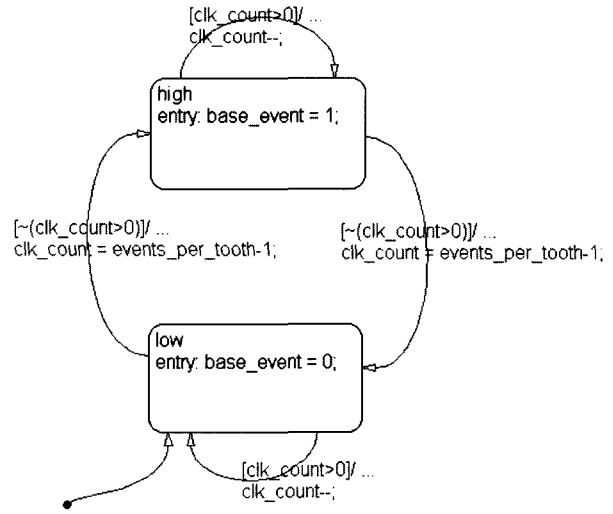 [clk_count>0]/ ...
clk_count--;
high
entry: base_event = 1;
[~(clk_count>0)]/ ...
clk_count = events_per_tooth-1;
[~(clk_count>0)]/ ...
clk_count = events_per_tooth-1;
low
entry: base_event = 0;
[clk_count>0]/ ...
clk_count--;